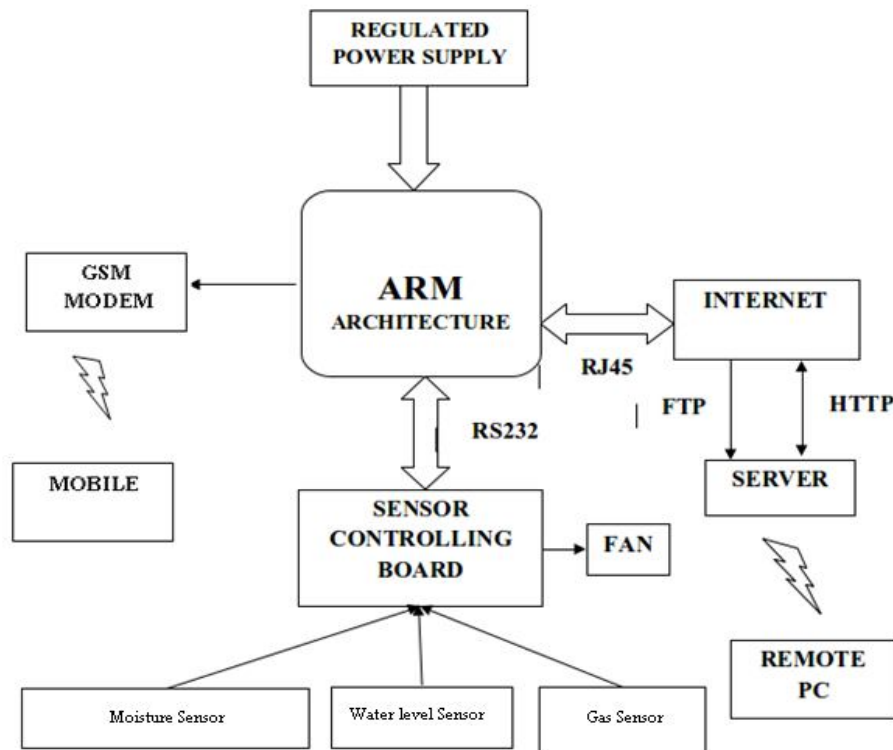 REGULATED
POWER SUPPLY
GSM
MODEM
ARM
ARCHITECTURE
INTERNET
RJ45
FTP
HTTP
RS232
MOBILE
SERVER
SENSOR
CONTROLLING
BOARD
FAN
REMOTE
PC
Moisture Sensor
Water level Sensor
Gas Sensor